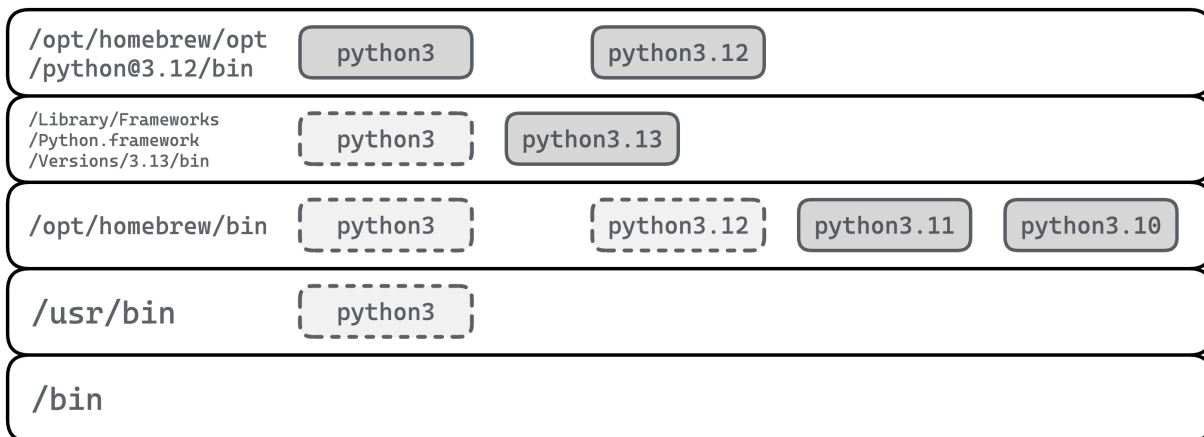 /opt/homebrew/opt
/python@3.12/bin
python3
python3.12
/Library/Frameworks
/Python.framework
/Versions/3.13/bin
python3
python3.13
/opt/homebrew/bin
python3
python3.12
python3.11
python3.10
/usr/bin
python3
/bin